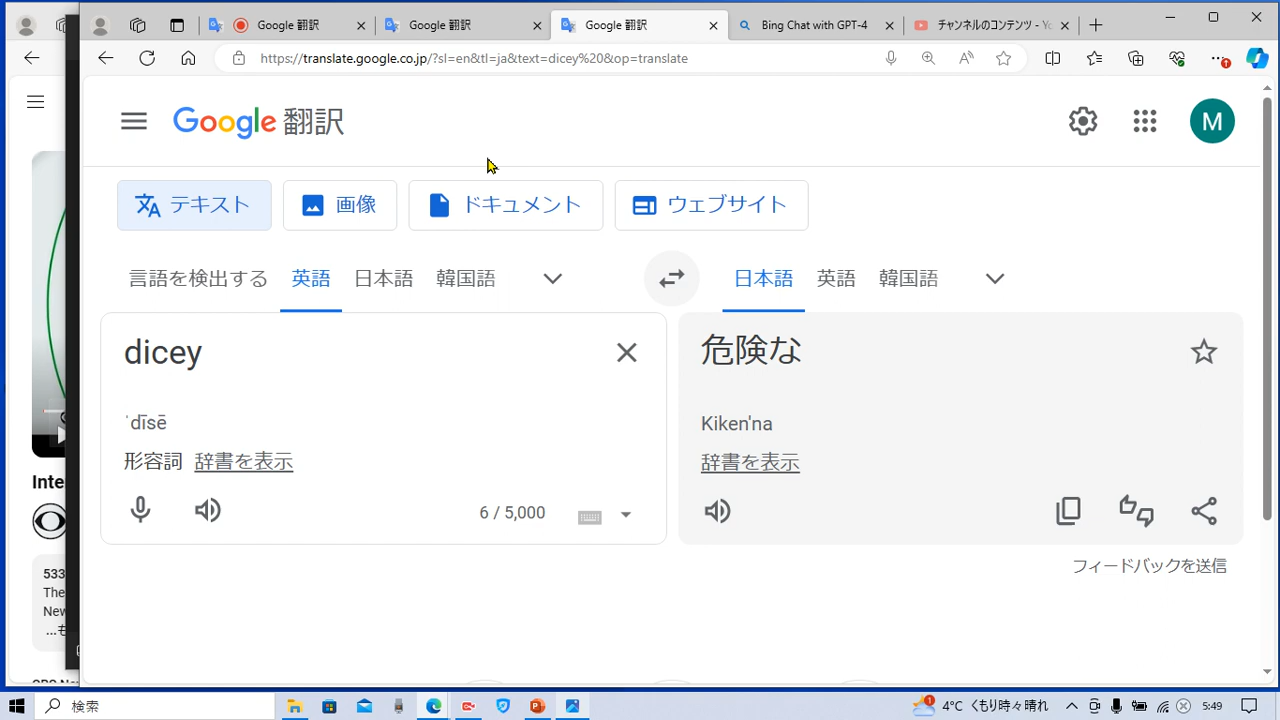 Google 翻訳
Google 翻訳
Google 翻訳
Bing Chat with GPT-4
チャンネルのコンテンツ - Yo
https://translate.google.co.jp/?sl=en&tl=ja&text=dicey%20&op=translate
Google 翻訳
M
テキスト
画像
ドキュメント
ウェブサイト
言語を検出する 英語 日本語 韓国語
日本語 英語 韓国語
dicey
危険な
ˈdīsē
Kiken'na
形容詞 辞書を表示
辞書を表示
6 / 5,000
フィードバックを送信
Inte
533
The
New
...も
検索
1
4°C くもり時々晴れ
5:49